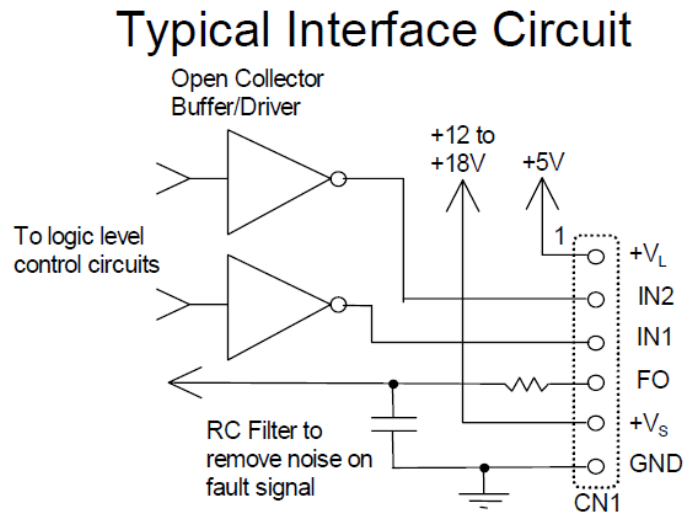 Typical Interface Circuit
Open Collector
Buffer/Driver
+12 to
+18V
+5V
To logic level
control circuits
1
+VL
IN2
IN1
FO
+VS
GND
RC Filter to
remove noise on
fault signal
CN1